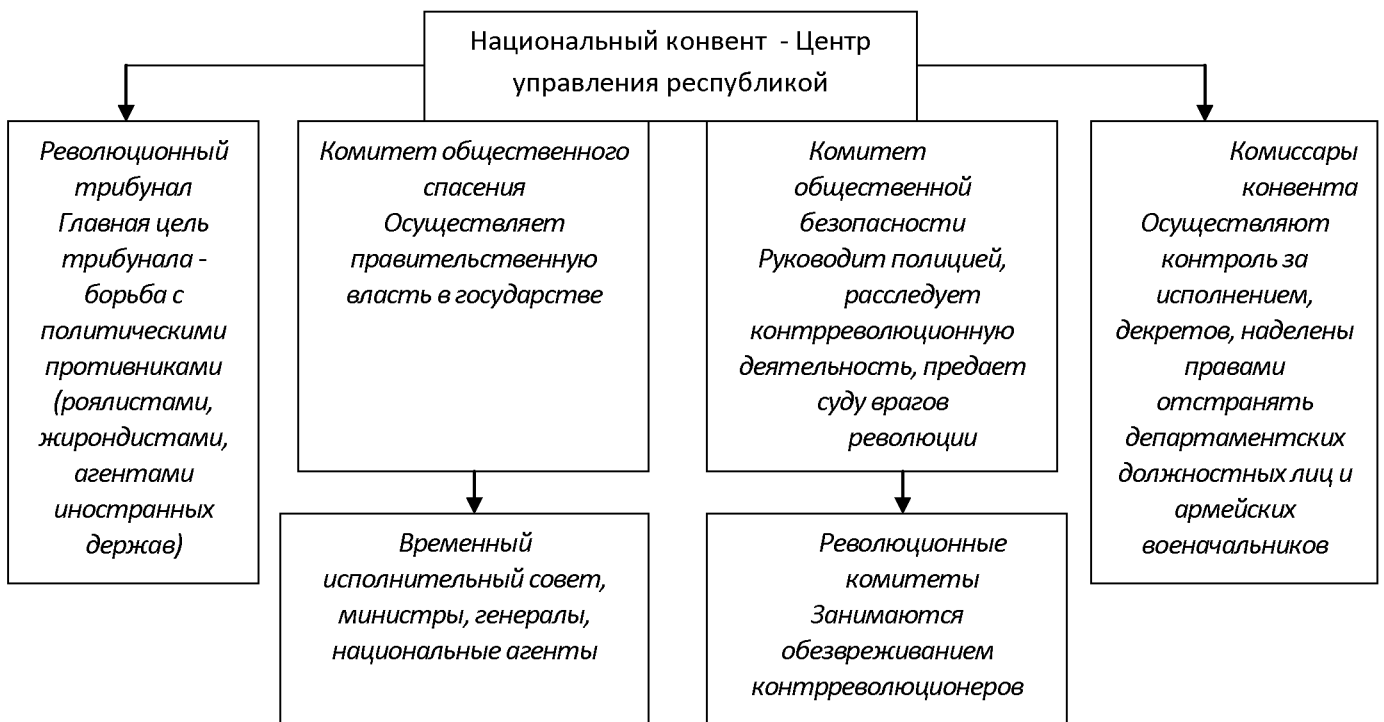 Национальный конвент - Центр
управления республикой
Революционный
трибунал
Главная цель
трибунала -
борьба с
политическими
противниками
(роялистами,
жирондистами,
агентами
иностранных
держав)
Комитет общественного
спасения
Осуществляет
правительственную
власть в государстве
Комитет
общественной
безопасности
Руководит полицией,
расследует
контрреволюционную
деятельность, предает
суду врагов
революции
Комиссары
конвента
Осуществляют
контроль за
исполнением,
декретов, наделены
правами
отстранять
департаментских
должностных лиц и
армейских
военачальников
Временный
исполнительный совет,
министры, генералы,
национальные агенты
Революционные
комитеты
Занимаются
обезвреживанием
контрреволюционеров